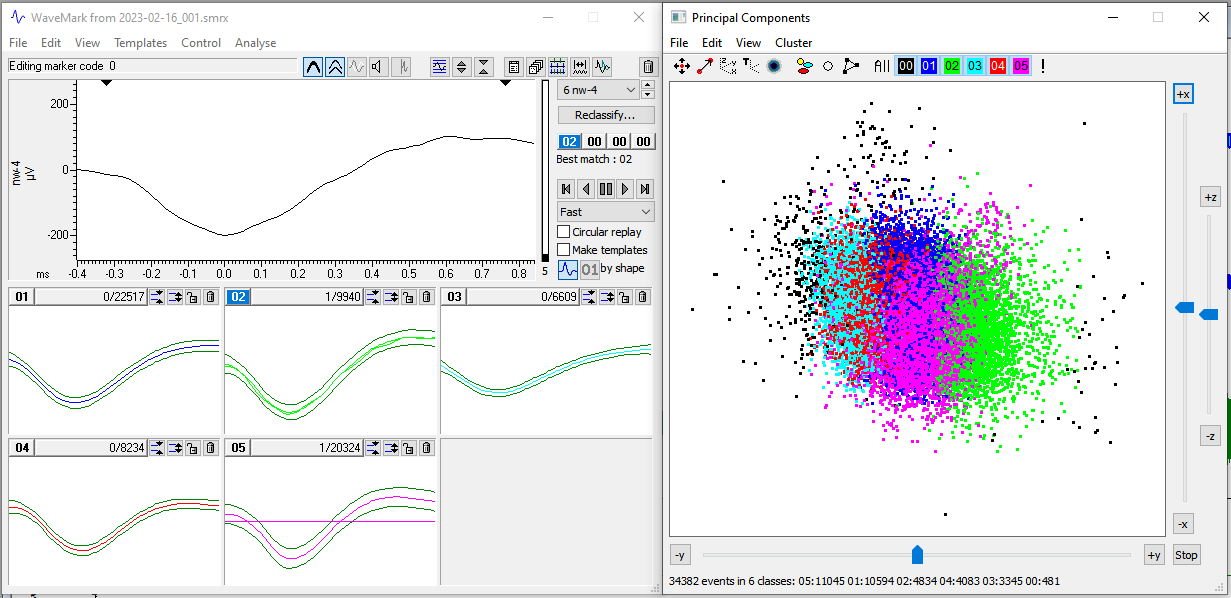 WaveMark from 2023-02-16_001.smrx
File Edit View Templates Control Analyse
Editing marker code 0
200
0
-200
nw-4
µV
ms
-0.4 -0.3 -0.2 -0.1 0.0 0.1 0.2 0.3 0.4 0.5 0.6 0.7 0.8
5
6 nw-4
Reclassify...
02 00 00 00
Best match : 02
Fast
Circular replay
Make templates
01 by shape
01 0/22517
02 1/9940
03 0/6609
04 0/8234
05 1/20324
Principal Components
File Edit View Cluster
All 00 01 02 03 04 05 !
+x
+z
-z
-x
-y
+y
Stop
34382 events in 6 classes: 05:11045 01:10594 02:4834 04:4083 03:3345 00:481